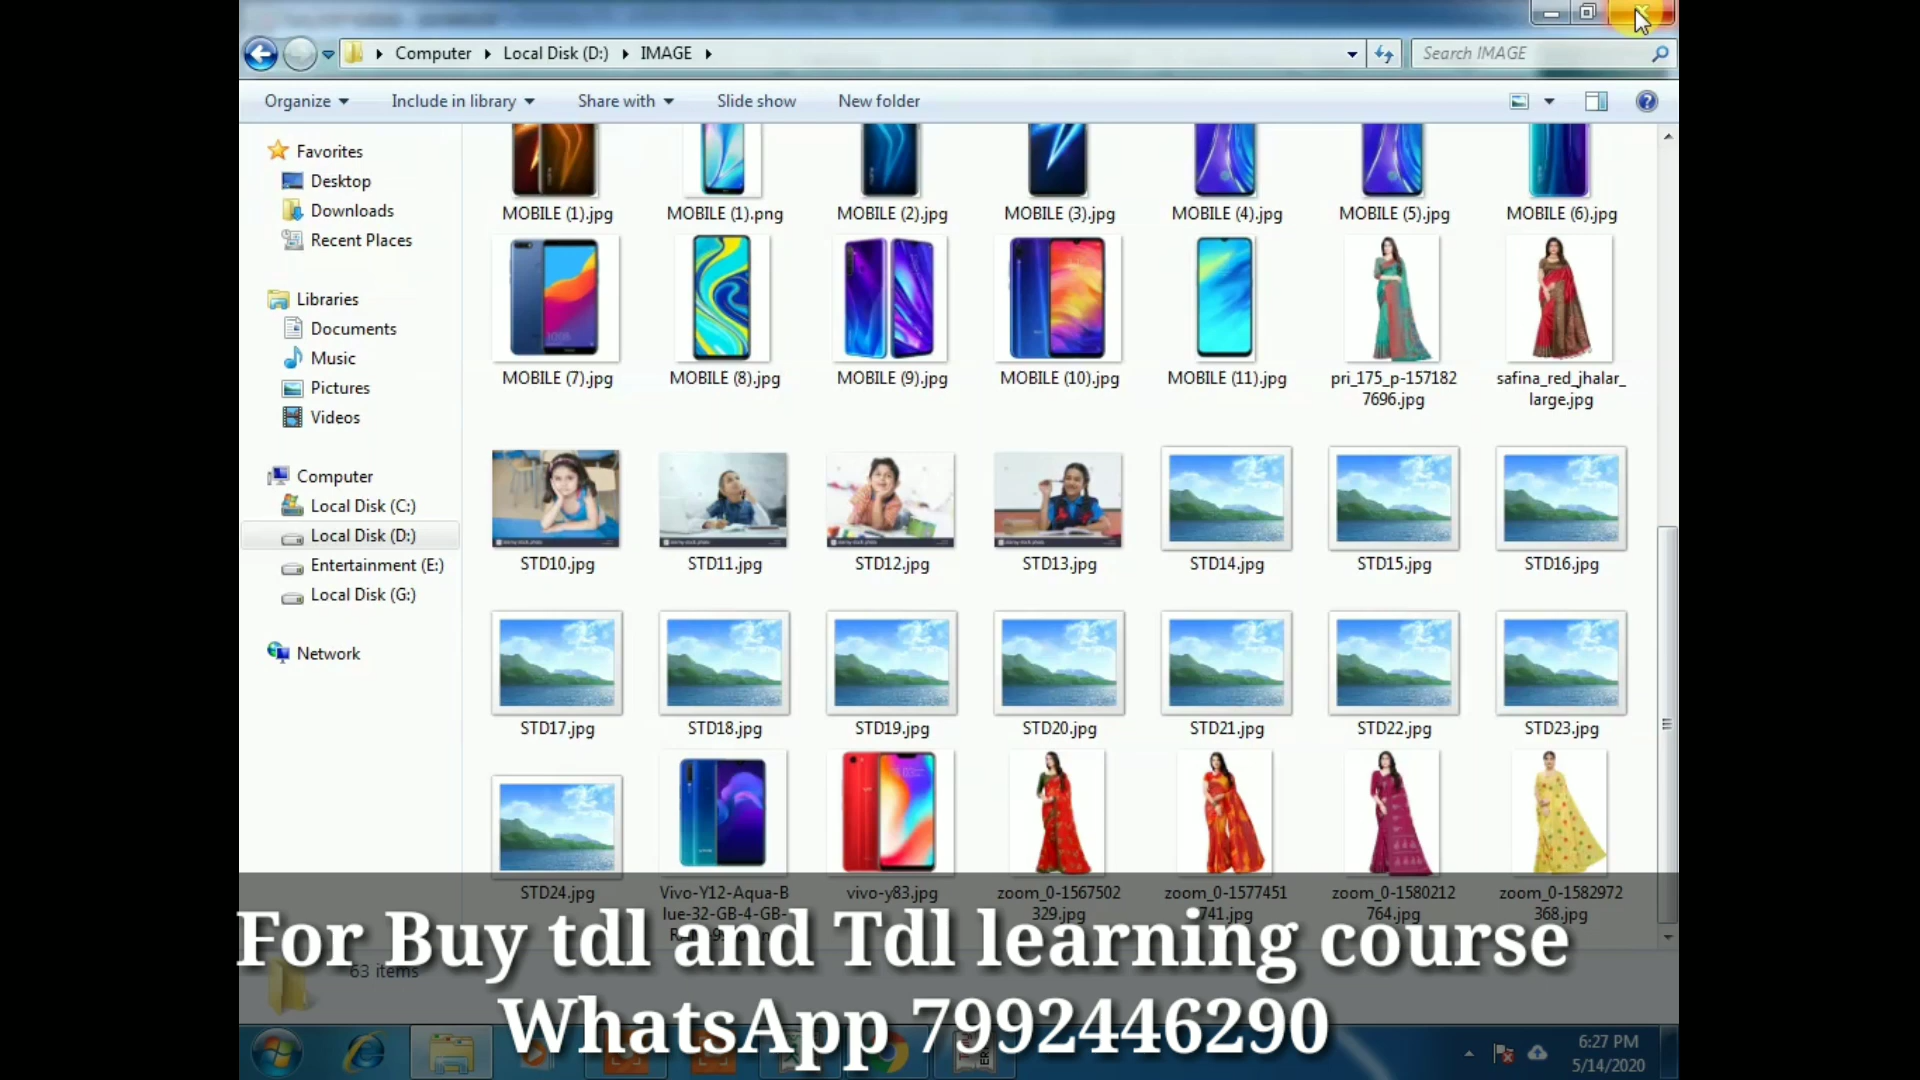 Computer
Local Disk (D:)
IMAGE
Search IMAGE
Organize
Include in library
Share with
Slide show
New folder
Favorites
Desktop
Downloads
Recent Places
Libraries
Documents
Music
Pictures
Videos
Computer
Local Disk (C:)
Local Disk (D:)
Entertainment (E:)
Local Disk (G:)
Network
MOBILE (1).jpg
MOBILE (1).png
MOBILE (2).jpg
MOBILE (3).jpg
MOBILE (4).jpg
MOBILE (5).jpg
MOBILE (6).jpg
MOBILE (7).jpg
MOBILE (8).jpg
MOBILE (9).jpg
MOBILE (10).jpg
MOBILE (11).jpg
pri_175_p-157182
7696.jpg
safina_red_jhalar_
large.jpg
STD10.jpg
STD11.jpg
STD12.jpg
STD13.jpg
STD14.jpg
STD15.jpg
STD16.jpg
STD17.jpg
STD18.jpg
STD19.jpg
STD20.jpg
STD21.jpg
STD22.jpg
STD23.jpg
STD24.jpg
Vivo-Y12-Aqua-B
lue-32-GB-4-GB-
vivo-y83.jpg
zoom_0-1567502
329.jpg
zoom_0-1577451
741.jpg
zoom_0-1580212
764.jpg
zoom_0-1582972
368.jpg
63 items
For Buy tdl and Tdl learning course
WhatsApp 7992446290
6:27 PM
5/14/2020